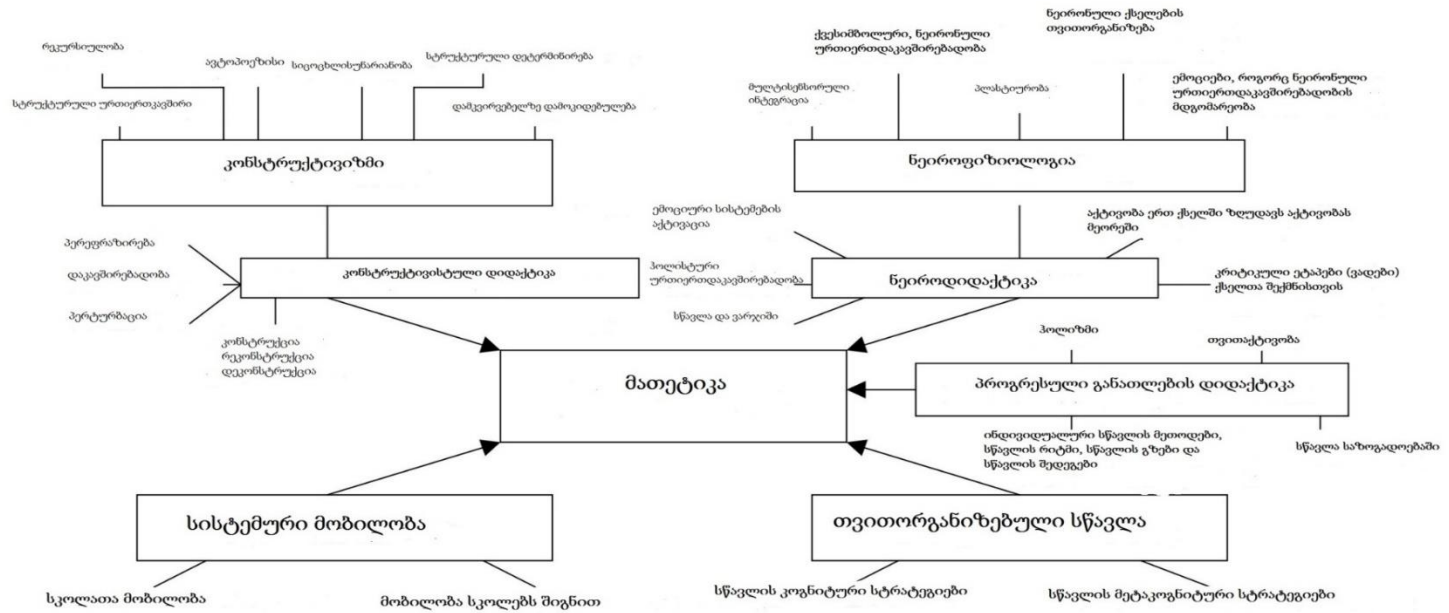 ნეირონული ქსელების
თვითორგანიზება
ქვესიმბოლური, ნეირონული
ურთიერთდაკავშირებადობა
რეკურსიულობა
ავტოპოეზისი
სიცოცხლისუნარიანობა
სტრუქტურული დეტერმინირება
მულტისენსორული
ინტეგრაცია
პლასტიურობა
ემოციები, როგორც ნეირონული
ურთიერთდაკავშირებადობის
მდგომარეობა
სტრუქტურული ურთიერთკავშირი
დამკვირვებელზე დამოკიდებულება
კონსტრუქტივიზმი
ნეიროფიზიოლოგია
ემოციური სისტემების
აქტივაცია
აქტივობა ერთ ქსელში ზღუდავს აქტივობას
მეორეში
პერეფრაზირება
დაკავშირებადობა
პერტურბაცია
კონსტრუქტივისტული დიდაქტიკა
ჰოლისტური
ურთიერთდაკავშირებადობა
ნეიროდიდაქტიკა
კრიტიკული ეტაპები (ვადები)
ქსელთა შექმნისთვის
სწავლა და ვარჯიში
კონსტრუქცია
რეკონსტრუქცია
დეკონსტრუქცია
ჰოლიზმი
თვითაქტივობა
მათეტიკა
პროგრესული განათლების დიდაქტიკა
ინდივიდუალური სწავლის მეთოდები,
სწავლის რიტმი, სწავლის გზები და
სწავლის შედეგები
სწავლა საზოგადოებაში
სისტემური მობილობა
თვითორგანიზებული სწავლა
სკოლათა მობილობა
მობილობა სკოლებს შიგნით
სწავლის კოგნიტური სტრატეგიები
სწავლის მეტაკოგნიტური სტრატეგიები